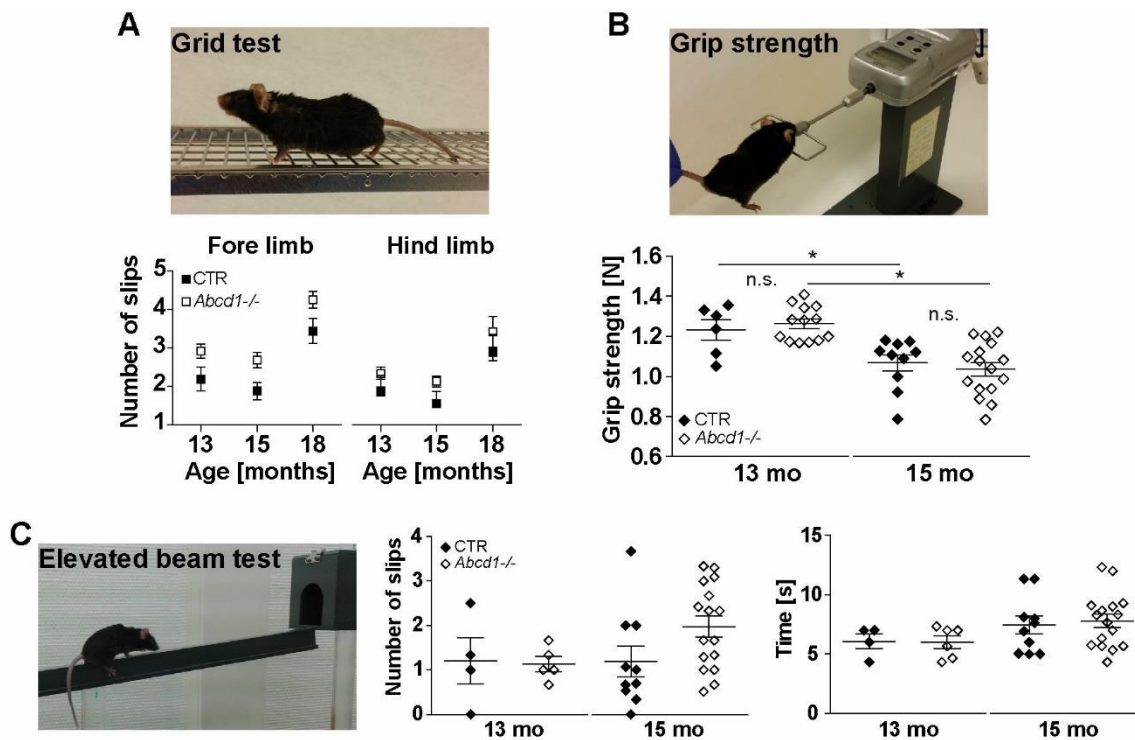 A
Grid test
Fore limb
Hind limb
Number of slips
5
4
3
2
1
CTR
Abcd1-/-
13
15
18
13
15
18
Age [months]
Age [months]
B
Grip strength
Grip strength [N]
1.6
1.4
1.2
1.0
0.8
0.6
*
n.s.
*
n.s.
CTR
Abcd1-/-
13 mo
15 mo
C
Elevated beam test
Number of slips
4
3
2
1
0
CTR
Abcd1-/-
13 mo
15 mo
Time [s]
15
10
5
0
13 mo
15 mo